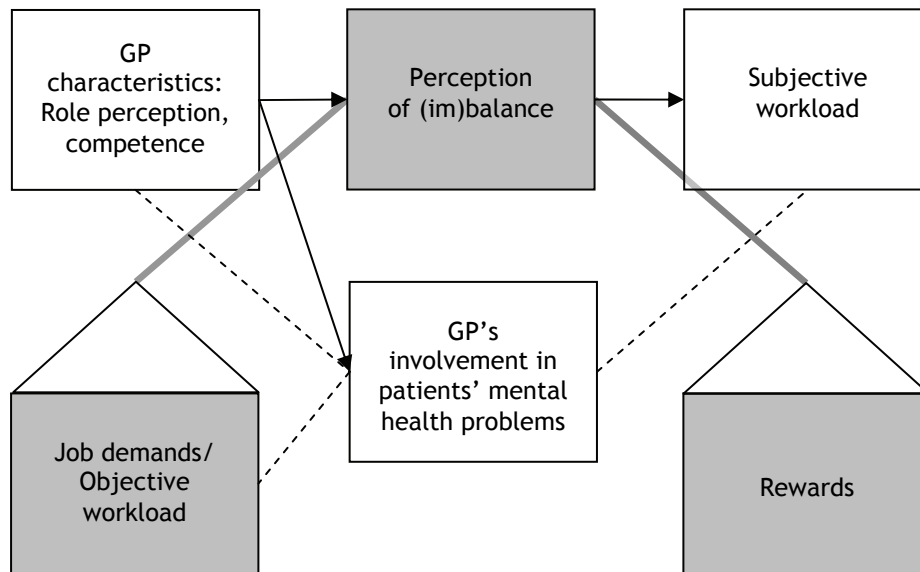 GP
characteristics:
Role perception,
competence
Perception
of (im)balance
Subjective
workload
GP’s
involvement in
patients’ mental
health problems
Job demands/
Objective
workload
Rewards